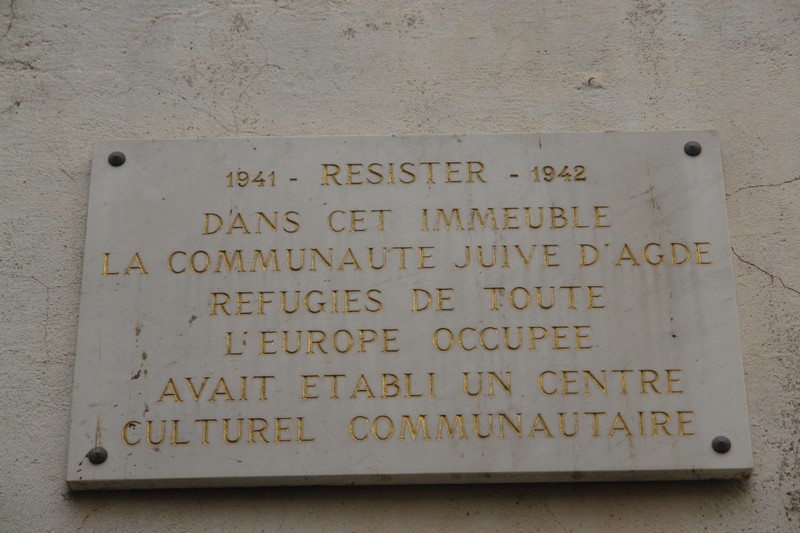 1941 - RESISTER - 1942
DANS CET IMMEUBLE
LA COMMUNAUTE JUIVE D'AGDE
REFUGIES DE TOUTE
L'EUROPE OCCUPEE
AVAIT ETABLI UN CENTRE
CULTUREL COMMUNAUTAIRE